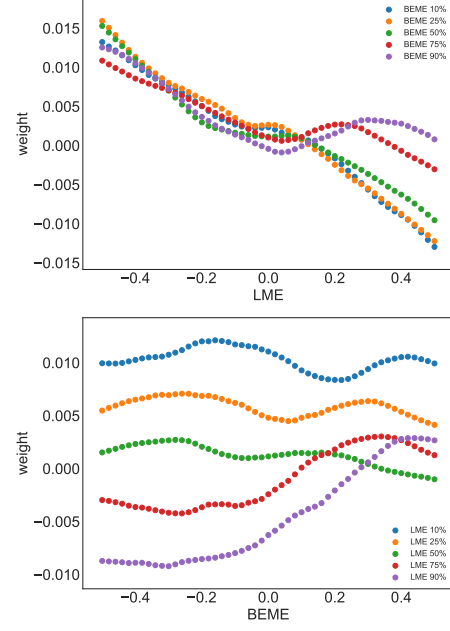 0.015
0.010
0.005
0.000
−0.005
−0.010
−0.015
weight
BEME 10%
BEME 25%
BEME 50%
BEME 75%
BEME 90%
−0.4 −0.2 0.0 0.2 0.4
LME
0.010
0.005
0.000
−0.005
−0.010
weight
LME 10%
LME 25%
LME 50%
LME 75%
LME 90%
−0.4 −0.2 0.0 0.2 0.4
BEME